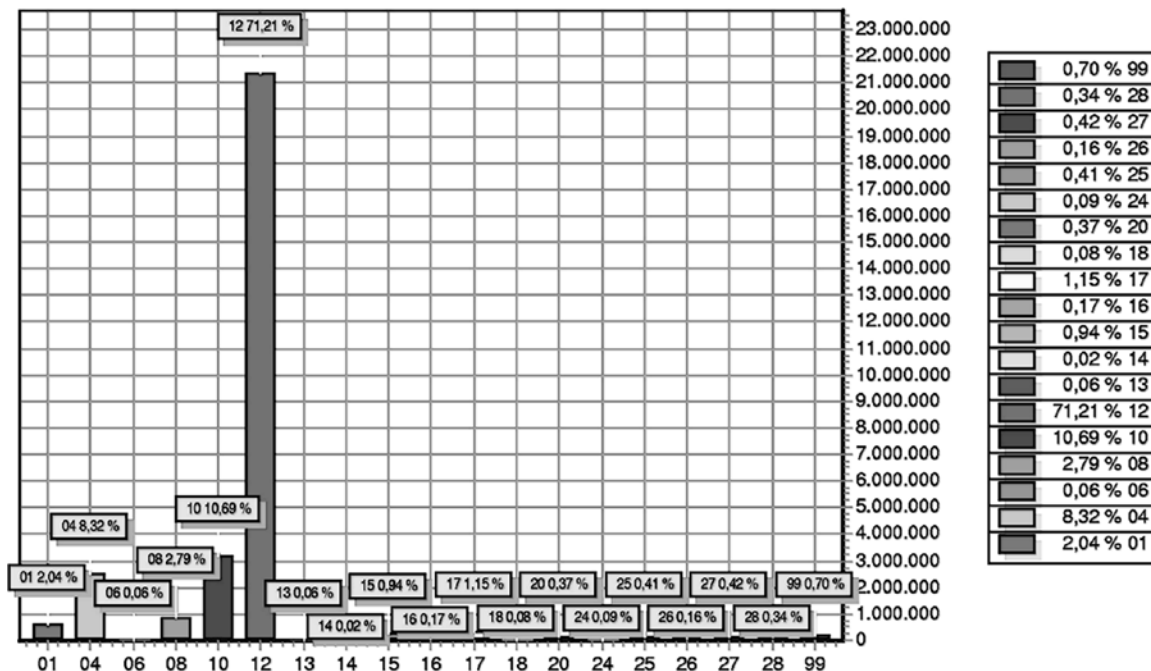 12 71,21 %
10 10,69 %
04 8,32 %
08 2,79 %
01 2,04 %
06 0,06 %
13 0,06 %
15 0,94 %
17 1,15 %
20 0,37 %
25 0,41 %
27 0,42 %
99 0,70 %
14 0,02 %
16 0,17 %
18 0,08 %
24 0,09 %
26 0,16 %
28 0,34 %
23.000.000
22.000.000
21.000.000
20.000.000
19.000.000
18.000.000
17.000.000
16.000.000
15.000.000
14.000.000
13.000.000
12.000.000
11.000.000
10.000.000
9.000.000
8.000.000
7.000.000
6.000.000
5.000.000
4.000.000
3.000.000
2.000.000
1.000.000
0
01 04 06 08 10 12 13 14 15 16 17 18 20 24 25 26 27 28 99
0,70 % 99
0,34 % 28
0,42 % 27
0,16 % 26
0,41 % 25
0,09 % 24
0,37 % 20
0,08 % 18
1,15 % 17
0,17 % 16
0,94 % 15
0,02 % 14
0,06 % 13
71,21 % 12
10,69 % 10
2,79 % 08
0,06 % 06
8,32 % 04
2,04 % 01